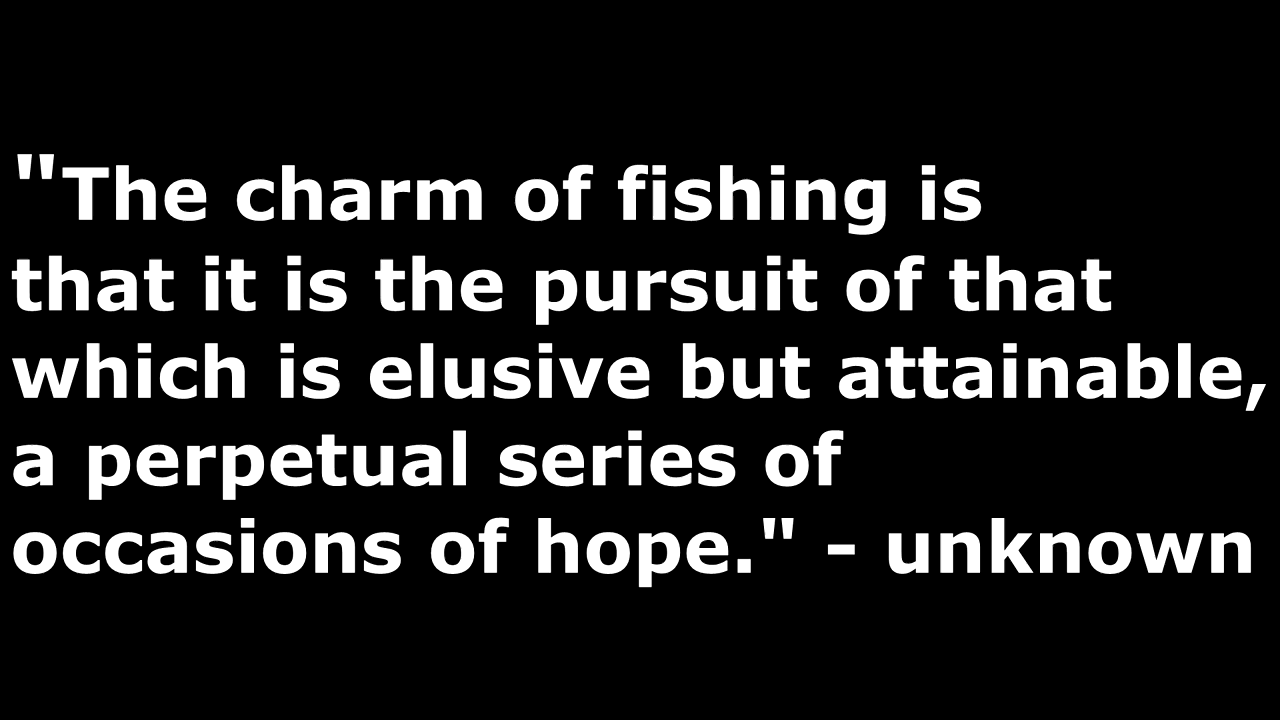 "The charm of fishing is
that it is the pursuit of that
which is elusive but attainable,
a perpetual series of
occasions of hope." - unknown